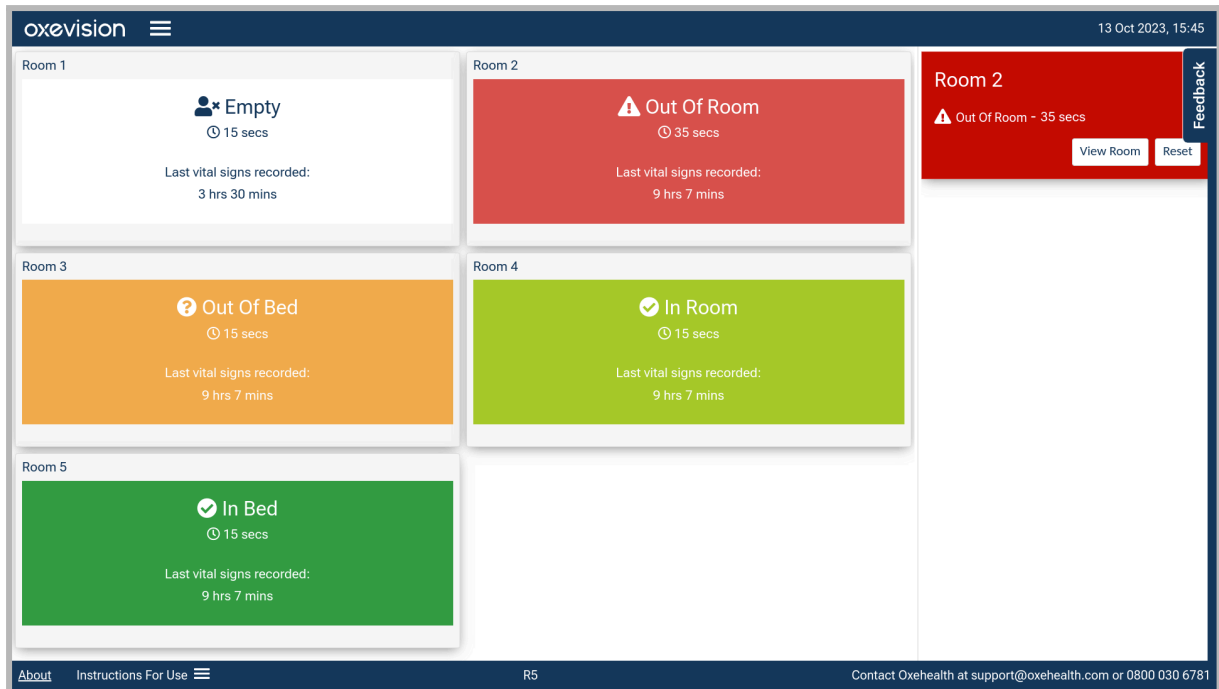 oxevision
13 Oct 2023, 15:45
Room 1
Empty
15 secs
Last vital signs recorded:
3 hrs 30 mins
Room 2
Out Of Room
35 secs
Last vital signs recorded:
9 hrs 7 mins
Room 3
Out Of Bed
15 secs
Last vital signs recorded:
9 hrs 7 mins
Room 4
In Room
15 secs
Last vital signs recorded:
9 hrs 7 mins
Room 5
In Bed
15 secs
Last vital signs recorded:
9 hrs 7 mins
Room 2
Out Of Room - 35 secs
View Room Reset
Feedback
About Instructions For Use R5 Contact Oxehealth at support@oxehealth.com or 0800 030 6781